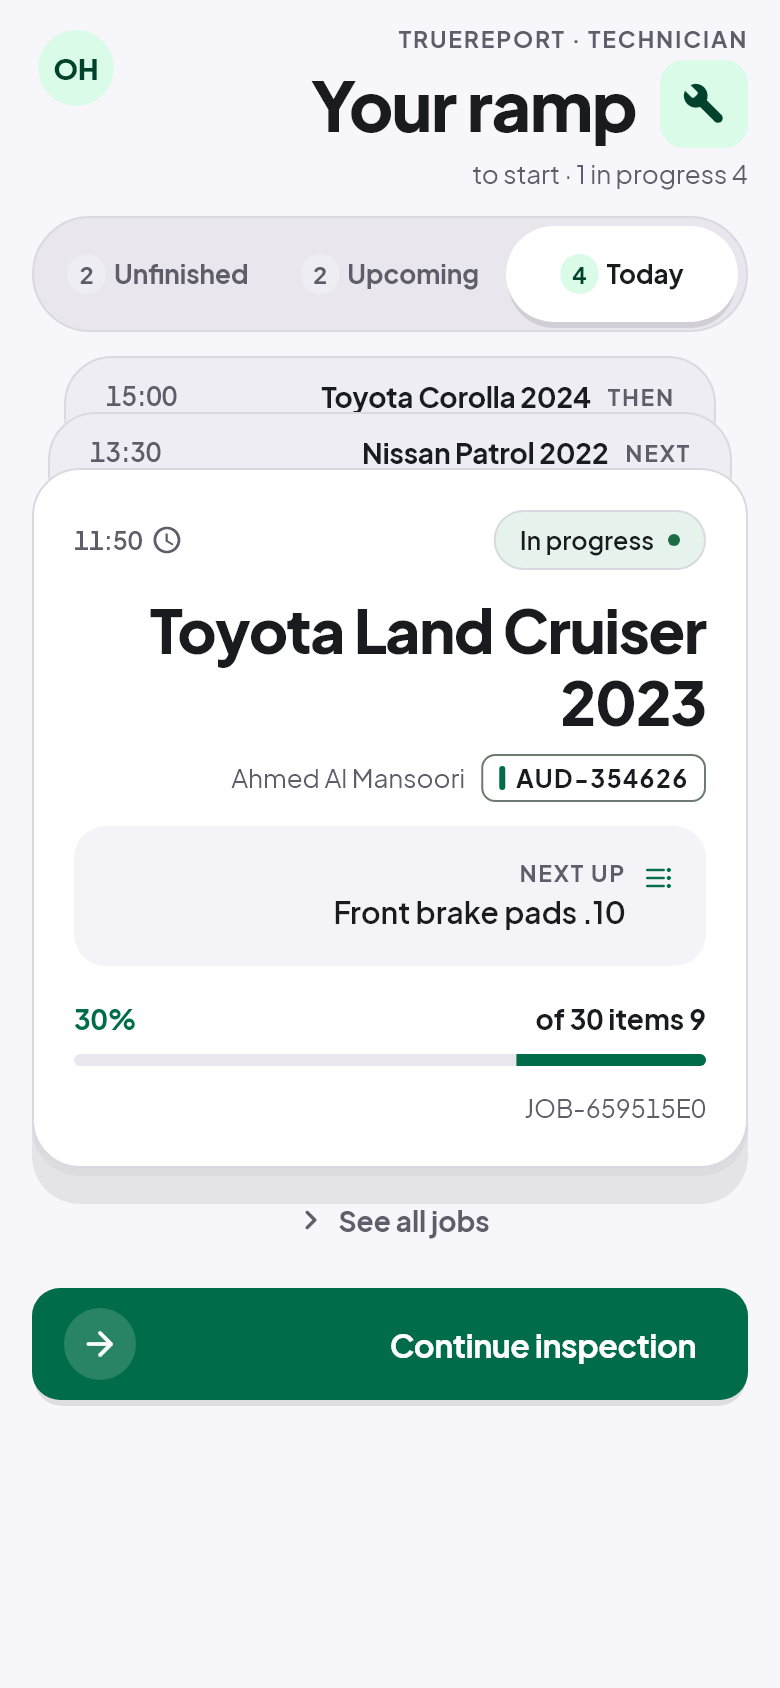 OH
TRUEREPORT · TECHNICIAN
Your ramp
to start · 1 in progress 4
2 Unfinished 2 Upcoming 4 Today
15:00 Toyota Corolla 2024 THEN
13:30 Nissan Patrol 2022 NEXT
11:50 In progress
Toyota Land Cruiser
2023
Ahmed Al Mansoori AUD-354626
NEXT UP
Front brake pads .10
30% of 30 items 9
JOB-659515E0
See all jobs
Continue inspection